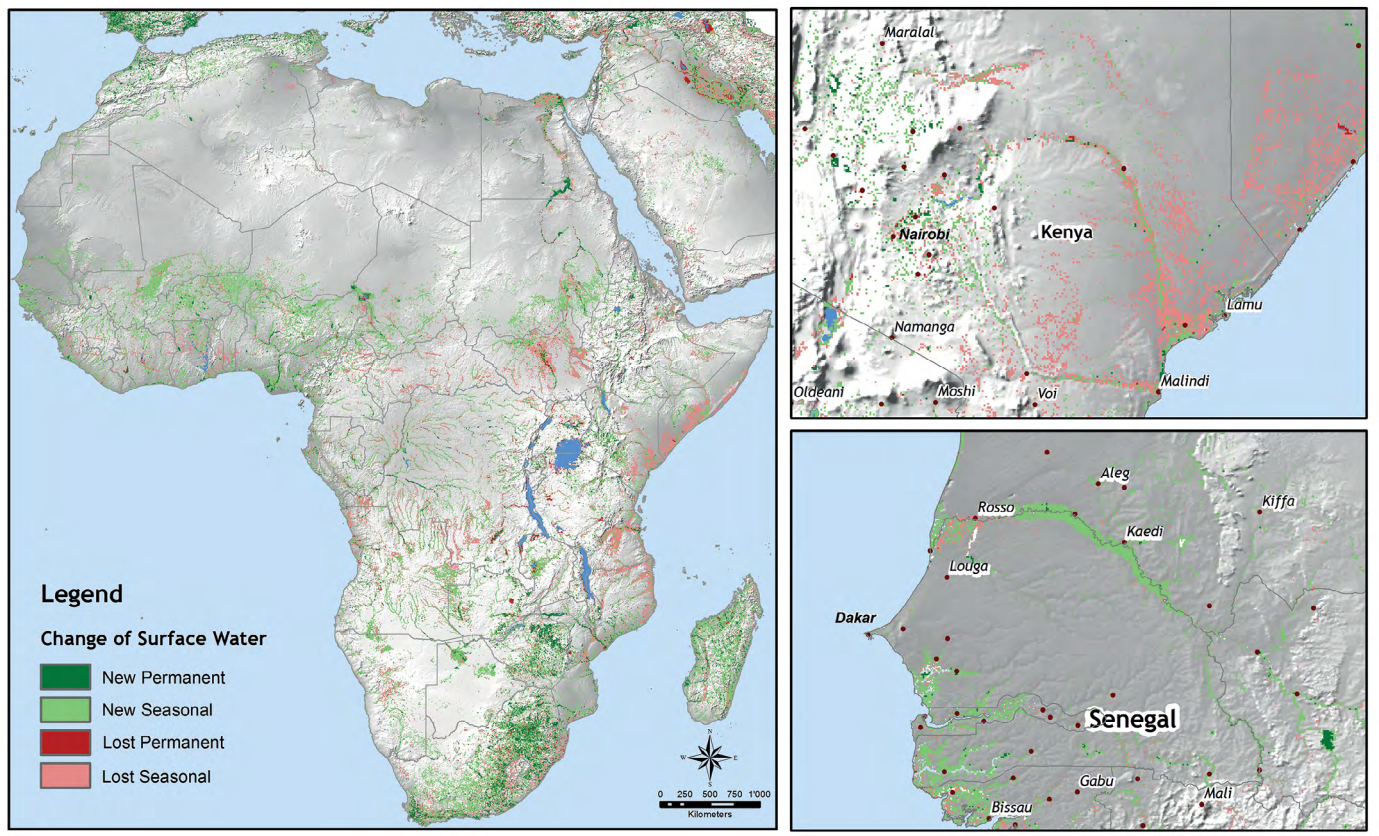 Legend
Change of Surface Water
New Permanent
New Seasonal
Lost Permanent
Lost Seasonal
N
W E
S
0 250 500 750 1'000
Kilometers
Maralal
Nairobi
Kenya
Lamu
Namanga
Malindi
Oldeani
Moshi
Voi
Aleg
Rosso
Kiffa
Kaedi
Louga
Dakar
Senegal
Gabu
Mali
Bissau